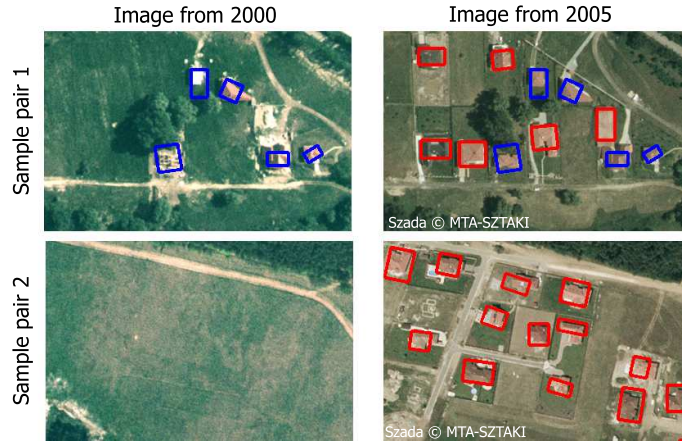 Image from 2000
Image from 2005
Sample pair 1
Szada © MTA-SZTAKI
Sample pair 2
Szada © MTA-SZTAKI